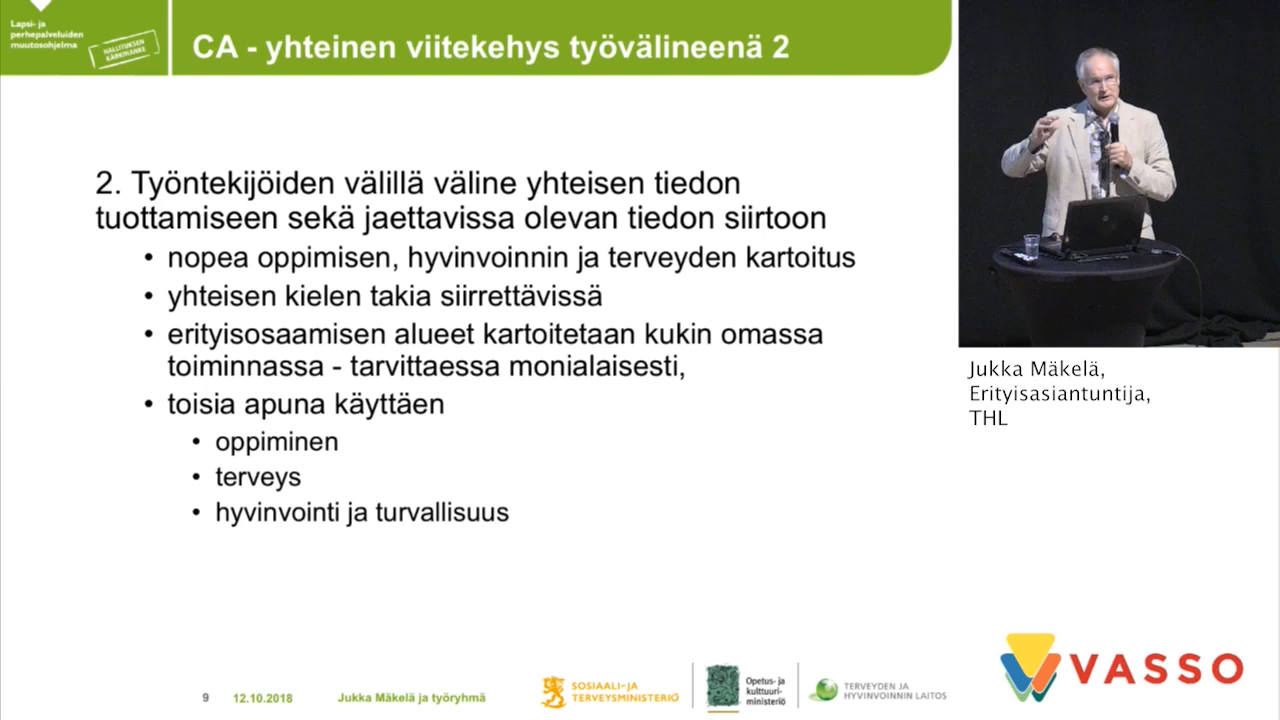 Lapsi- ja
perhepalveluiden
muutosohjelma
HALLITUKSEN
KÄRKIHANKE
CA - yhteinen viitekehys työvälineenä 2
2. Työntekijöiden välillä väline yhteisen tiedon
tuottamiseen sekä jaettavissa olevan tiedon siirtoon
• nopea oppimisen, hyvinvoinnin ja terveyden kartoitus
• yhteisen kielen takia siirrettävissä
• erityisosaamisen alueet kartoitetaan kukin omassa
toiminnassa - tarvittaessa monialaisesti,
• toisia apuna käyttäen
• oppiminen
• terveys
• hyvinvointi ja turvallisuus
Jukka Mäkelä,
Erityisasiantuntija,
THL
9 12.10.2018 Jukka Mäkelä ja työryhmä
SOSIAALI- JA
TERVEYSMINISTERIÖ
Opetus- ja
kulttuuri-
ministeriö
TERVEYDEN JA
HYVINVOINNIN LAITOS
VASSO